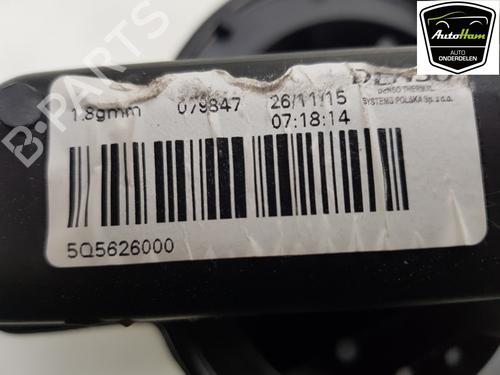 AutoHam
AUTO
ONDERDELEN
DENSO
1.8gmm 079847 26/11/15
07:18:14
DENSO THERMAL
SYSTEMS POLSKA Sp. z o.o.
5Q5626000
B-PARTS